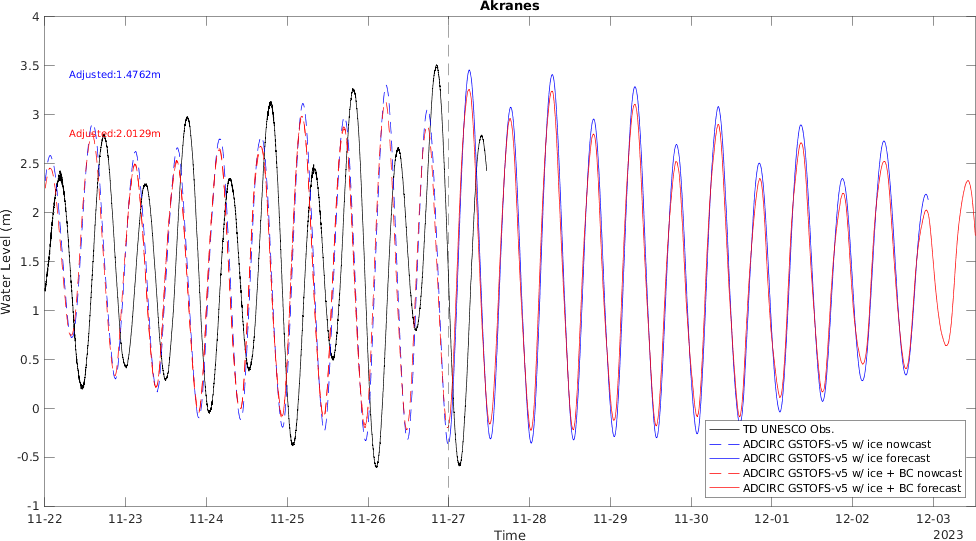 Akranes
4
3.5
3
2.5
2
1.5
1
0.5
0
-0.5
-1
Water Level (m)
Adjusted:1.4762m
Adjusted:2.0129m
TD UNESCO Obs.
ADCIRC GSTOFS-v5 w/ ice nowcast
ADCIRC GSTOFS-v5 w/ ice forecast
ADCIRC GSTOFS-v5 w/ ice + BC nowcast
ADCIRC GSTOFS-v5 w/ ice + BC forecast
11-22 11-23 11-24 11-25 11-26 11-27 11-28 11-29 11-30 12-01 12-02 12-03
Time
2023